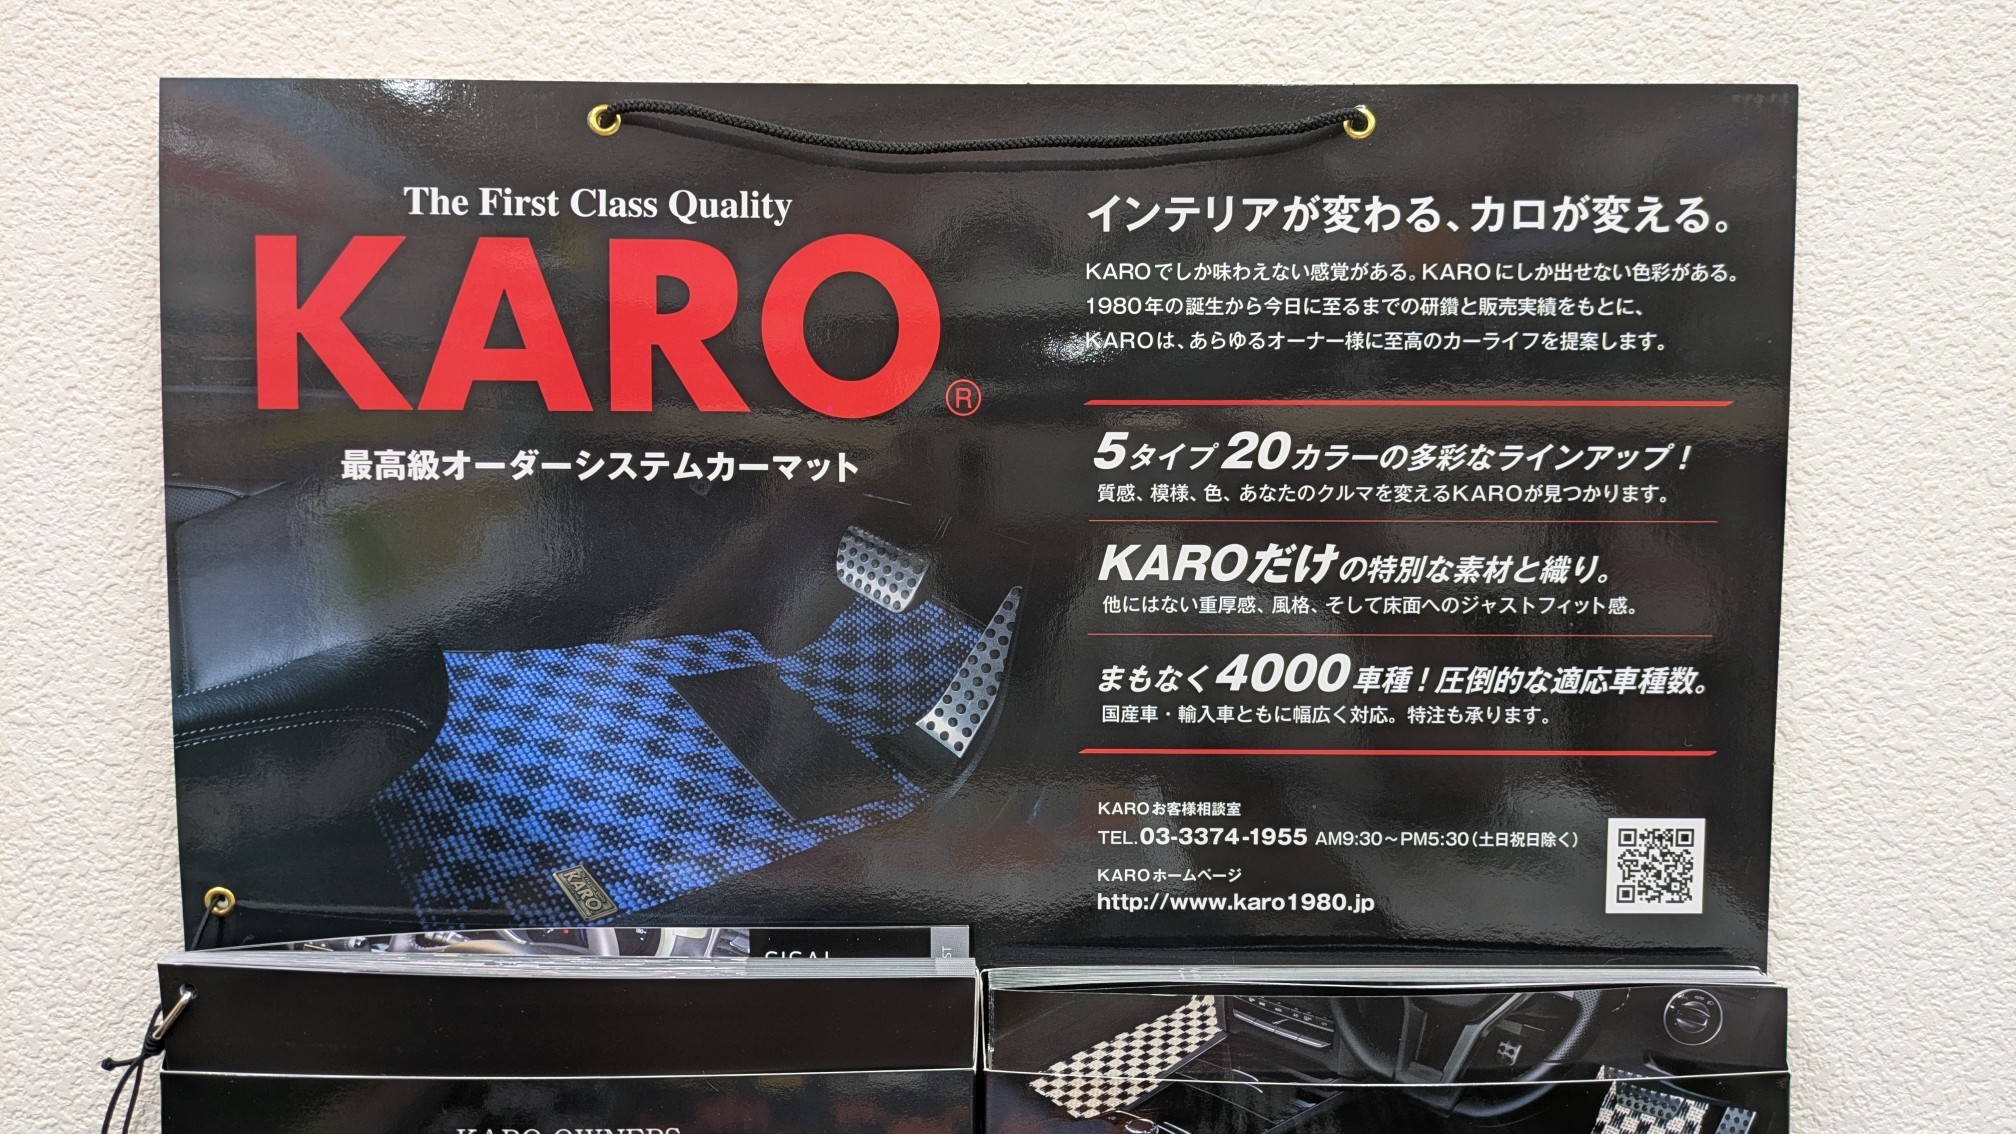 The First Class Quality
KARO®
最高級オーダーシステムカーマット
インテリアが変わる、カロが変える。
KAROでしか味わえない感覚がある。KAROにしか出せない色彩がある。
1980年の誕生から今日に至るまでの研鑽と販売実績をもとに、
KAROは、あらゆるオーナー様に至高のカーライフを提案します。
5タイプ20カラーの多彩なラインアップ！
質感、模様、色、あなたのクルマを変えるKAROが見つかります。
KAROだけの特別な素材と織り。
他にはない重厚感、風格、そして床面へのジャストフィット感。
まもなく4000車種！圧倒的な適応車種数。
国産車・輸入車ともに幅広く対応。特注も承ります。
KAROお客様相談室
TEL.03-3374-1955 AM9:30～PM5:30（土日祝日除く）
KAROホームページ
http://www.karo1980.jp
KARO
SISAL
KARO OWNERS